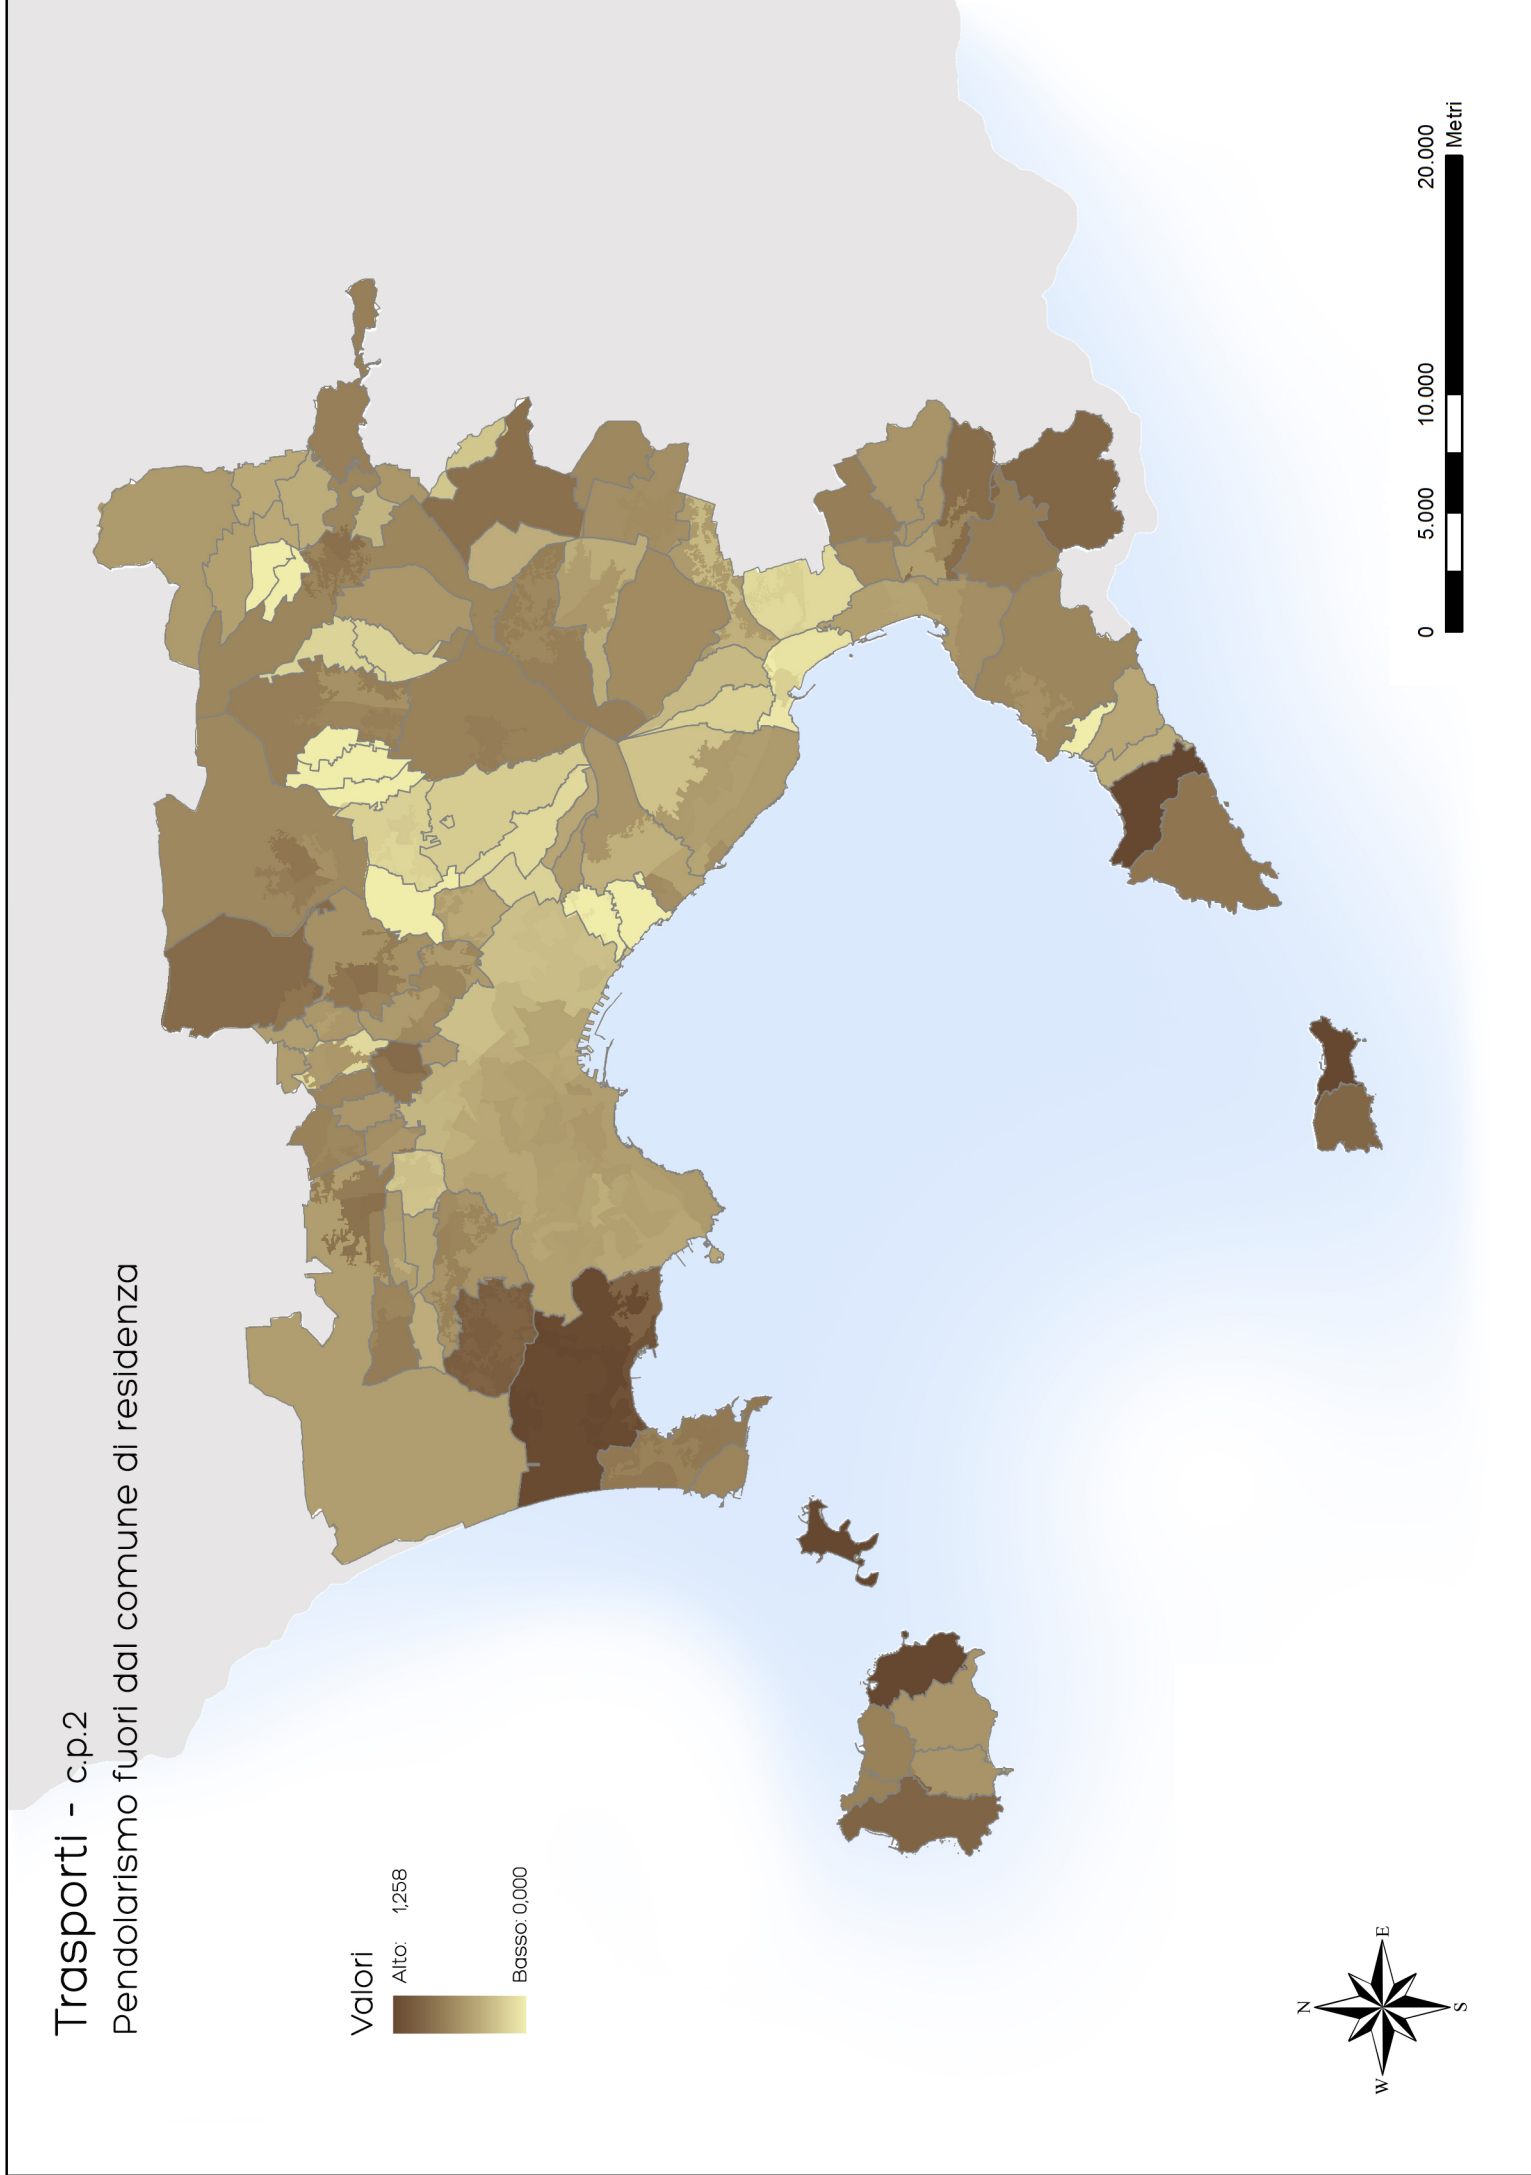 Trasporti - c.p.2
Pendolarismo fuori dal comune di residenza
Valori
Alto: 1,258
Basso: 0,000
N
W
E
S
0 5.000 10.000 20.000
Metri